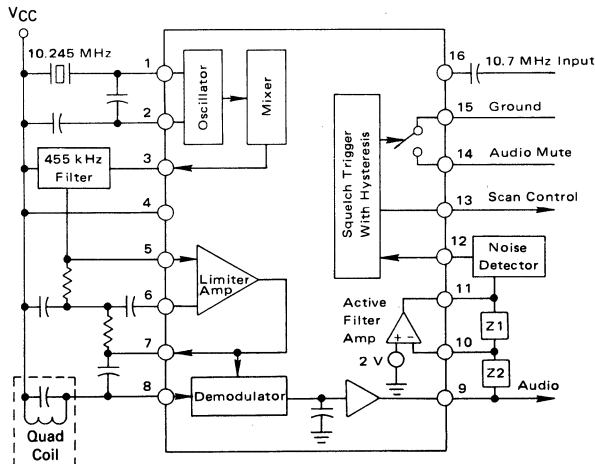 VCC
10.245 MHz
1
2
Oscillator
Mixer
455 kHz
Filter
3
4
5
6
Limiter
Amp
7
8
Demodulator
Quad
Coil
16
10.7 MHz Input
15
Ground
14
Audio Mute
13
Scan Control
Squelch Trigger
With Hysteresis
12
Noise
Detector
11
Active
Filter
Amp
+ −
2 V
Z1
10
Z2
9
Audio